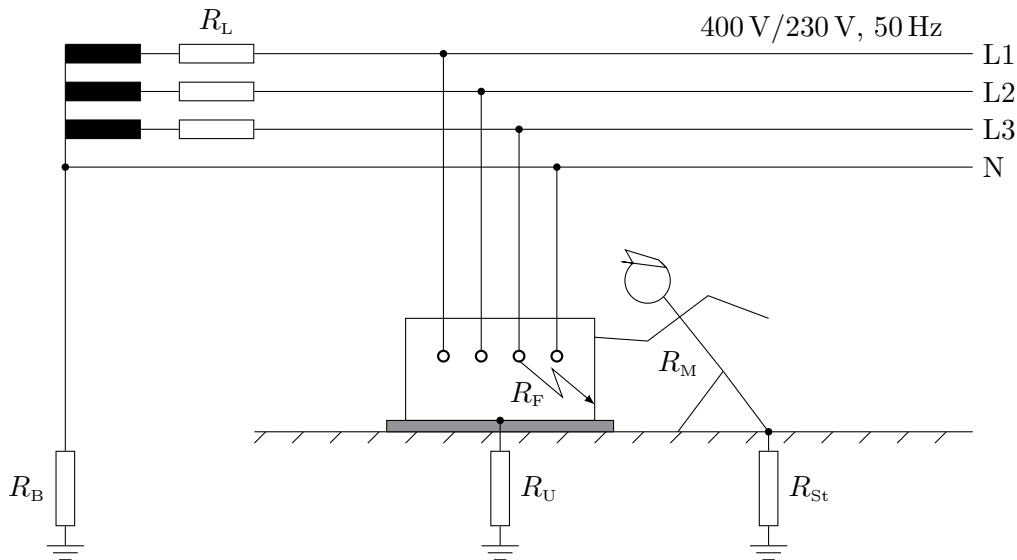 R_L
400 V/230 V, 50 Hz
L1
L2
L3
N
R_M
R_F
R_B
R_U
R_St